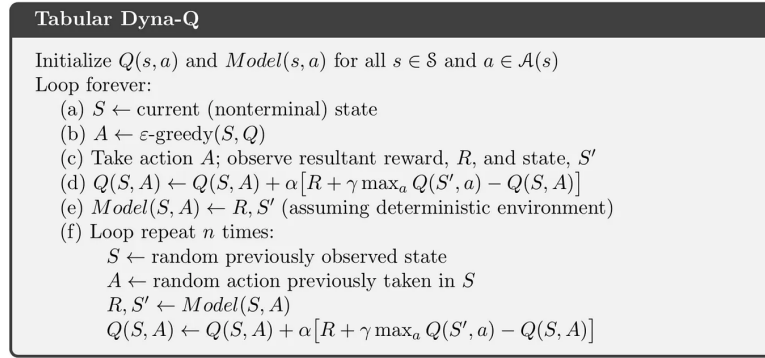 Tabular Dyna-Q
Initialize Q(s, a) and Model(s, a) for all s ∈ 𝒮 and a ∈ 𝒜(s)
Loop forever:
(a) S ← current (nonterminal) state
(b) A ← ε-greedy(S, Q)
(c) Take action A; observe resultant reward, R, and state, S′
(d) Q(S, A) ← Q(S, A) + α[R + γ maxₐ Q(S′, a) − Q(S, A)]
(e) Model(S, A) ← R, S′ (assuming deterministic environment)
(f) Loop repeat n times:
S ← random previously observed state
A ← random action previously taken in S
R, S′ ← Model(S, A)
Q(S, A) ← Q(S, A) + α[R + γ maxₐ Q(S′, a) − Q(S, A)]